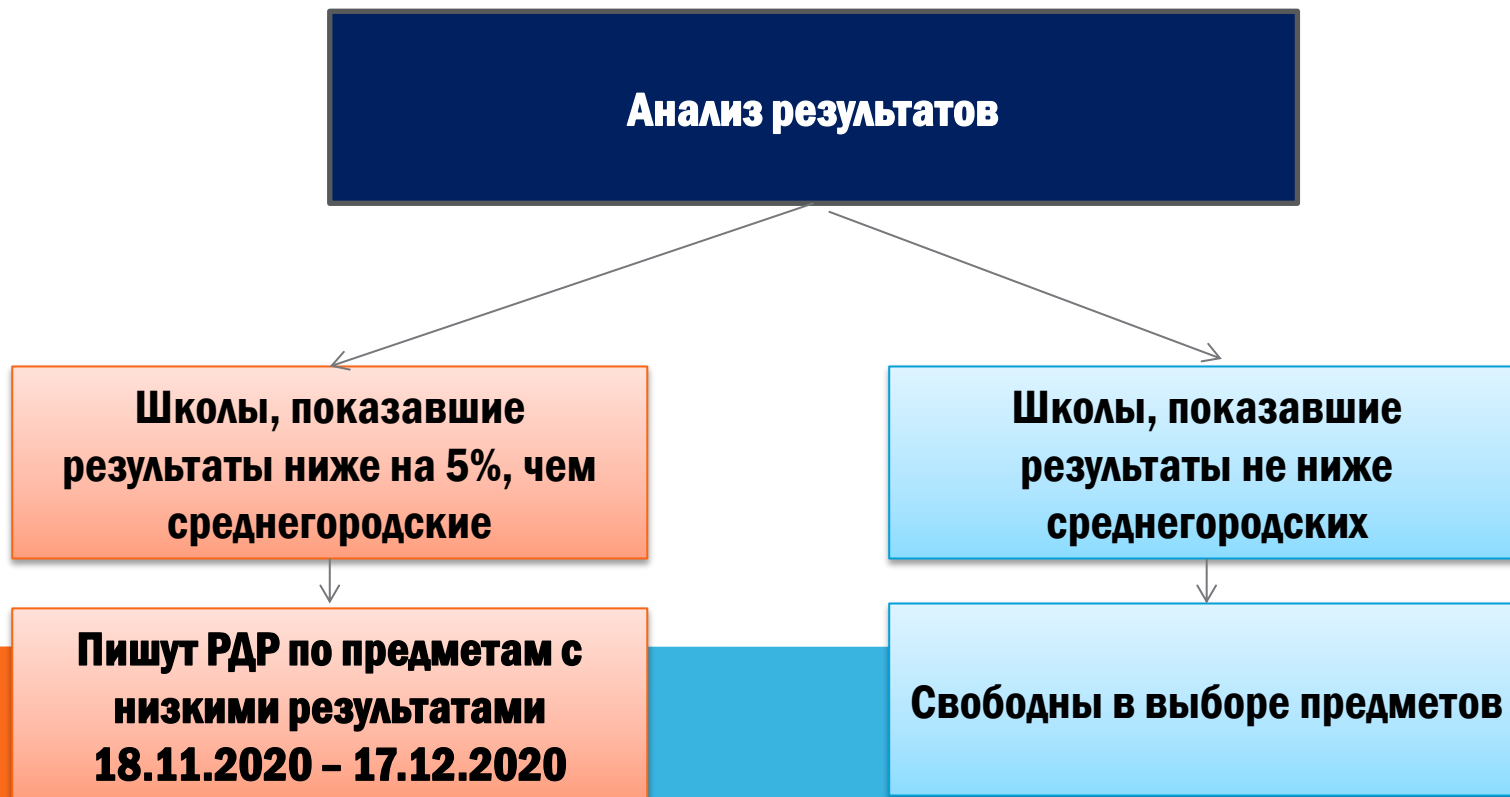 Анализ результатов
Школы, показавшие
результаты ниже на 5%, чем
среднегородские
Школы, показавшие
результаты не ниже
среднегородских
Пишут РДР по предметам с
низкими результатами
18.11.2020 – 17.12.2020
Свободны в выборе предметов